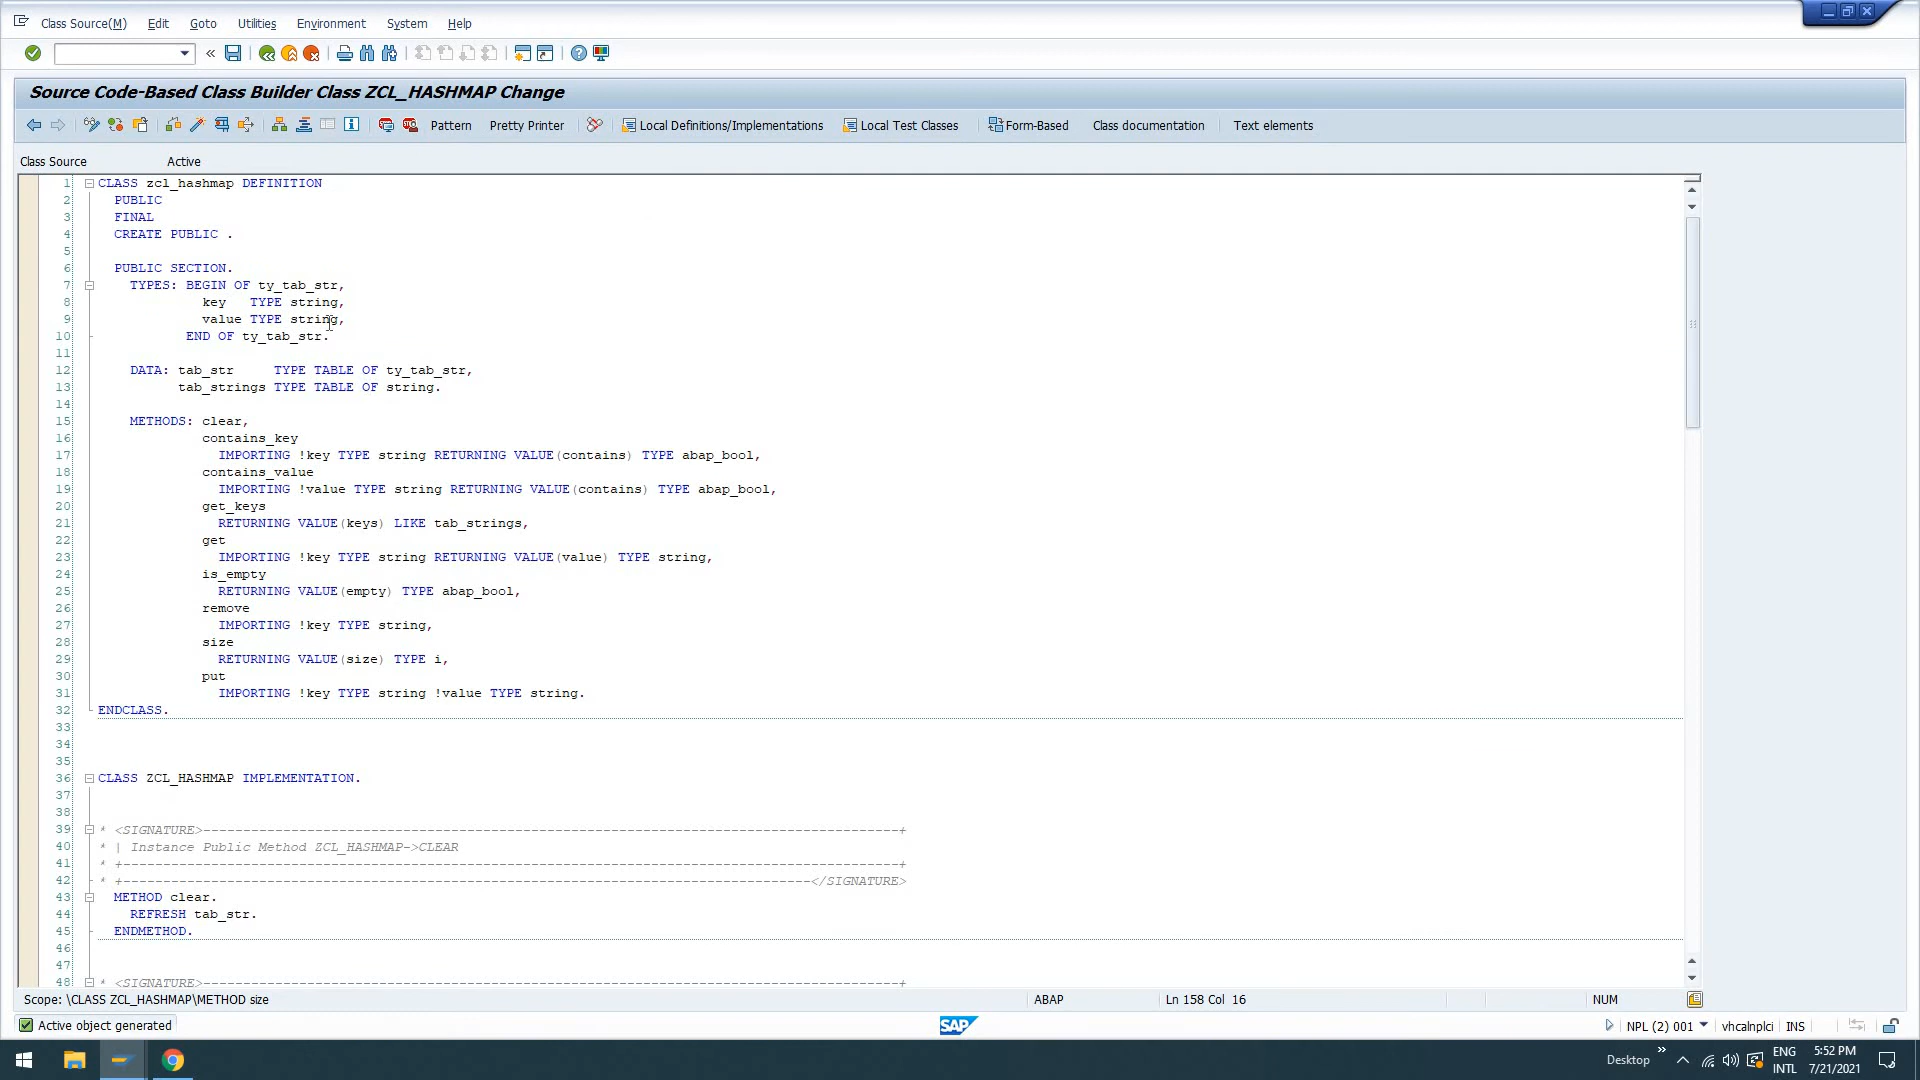 Class Source(M) Edit Goto Utilities Environment System Help
Source Code-Based Class Builder Class ZCL_HASHMAP Change
Pattern Pretty Printer Local Definitions/Implementations Local Test Classes Form-Based Class documentation Text elements
Class Source Active
1 CLASS zcl_hashmap DEFINITION
2 PUBLIC
3 FINAL
4 CREATE PUBLIC .
5
6 PUBLIC SECTION.
7 TYPES: BEGIN OF ty_tab_str,
8 key TYPE string,
9 value TYPE string,
10 END OF ty_tab_str.
11
12 DATA: tab_str TYPE TABLE OF ty_tab_str,
13 tab_strings TYPE TABLE OF string.
14
15 METHODS: clear,
16 contains_key
17 IMPORTING !key TYPE string RETURNING VALUE(contains) TYPE abap_bool,
18 contains_value
19 IMPORTING !value TYPE string RETURNING VALUE(contains) TYPE abap_bool,
20 get_keys
21 RETURNING VALUE(keys) LIKE tab_strings,
22 get
23 IMPORTING !key TYPE string RETURNING VALUE(value) TYPE string,
24 is_empty
25 RETURNING VALUE(empty) TYPE abap_bool,
26 remove
27 IMPORTING !key TYPE string,
28 size
29 RETURNING VALUE(size) TYPE i,
30 put
31 IMPORTING !key TYPE string !value TYPE string.
32 ENDCLASS.
33
34
35
36 CLASS ZCL_HASHMAP IMPLEMENTATION.
37
38
39 * <SIGNATURE>---------------------------------------------------------------------------------------+
40 * | Instance Public Method ZCL_HASHMAP->CLEAR
41 * +-------------------------------------------------------------------------------------------------+
42 * +--------------------------------------------------------------------------------------</SIGNATURE>
43 METHOD clear.
44 REFRESH tab_str.
45 ENDMETHOD.
46
47
48 * <SIGNATURE>---------------------------------------------------------------------------------------+
Scope: \CLASS ZCL_HASHMAP\METHOD size ABAP Ln 158 Col 16 NUM
Active object generated SAP NPL (2) 001 vhcalnplci INS
Desktop ENG 5:52 PM
INTL 7/21/2021